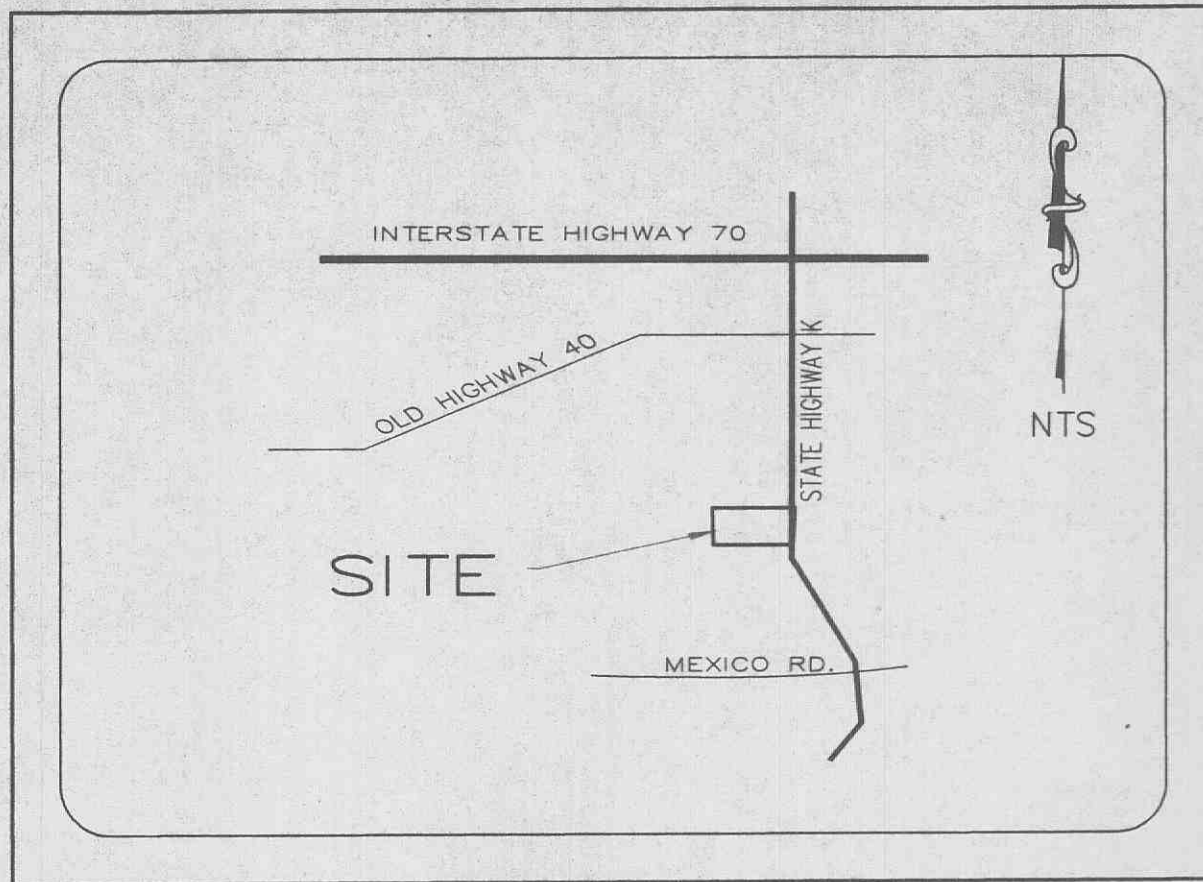 INTERSTATE HIGHWAY 70
OLD HIGHWAY 40
STATE HIGHWAY K
NTS
SITE
MEXICO RD.